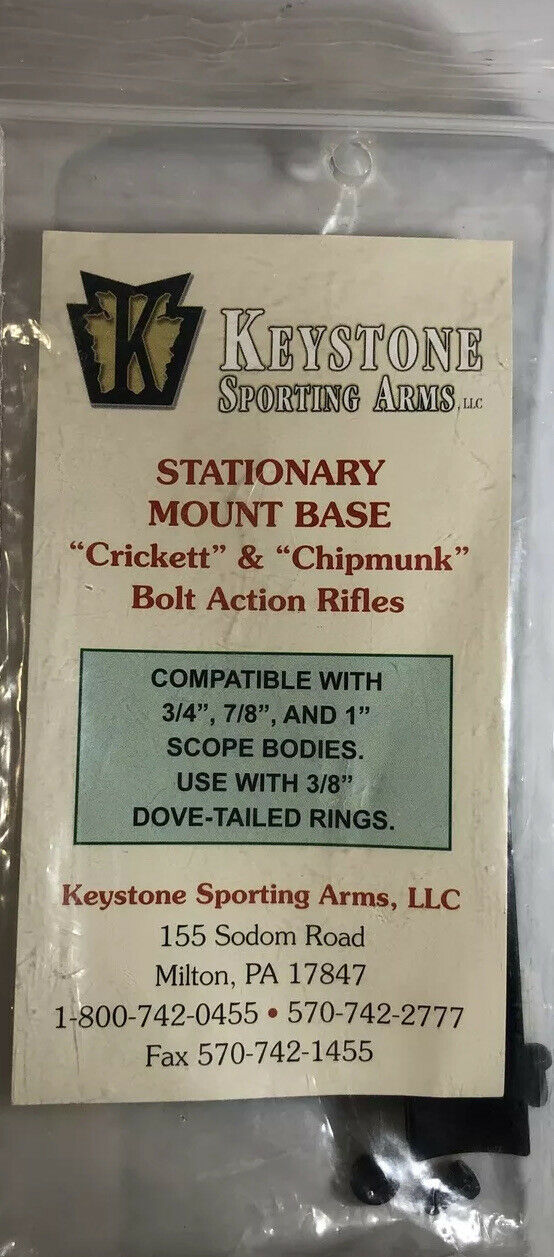 K
KEYSTONE
SPORTING ARMS, LLC
STATIONARY
MOUNT BASE
“Crickett” & “Chipmunk”
Bolt Action Rifles
COMPATIBLE WITH
3/4”, 7/8”, AND 1”
SCOPE BODIES.
USE WITH 3/8”
DOVE-TAILED RINGS.
Keystone Sporting Arms, LLC
155 Sodom Road
Milton, PA 17847
1-800-742-0455 • 570-742-2777
Fax 570-742-1455